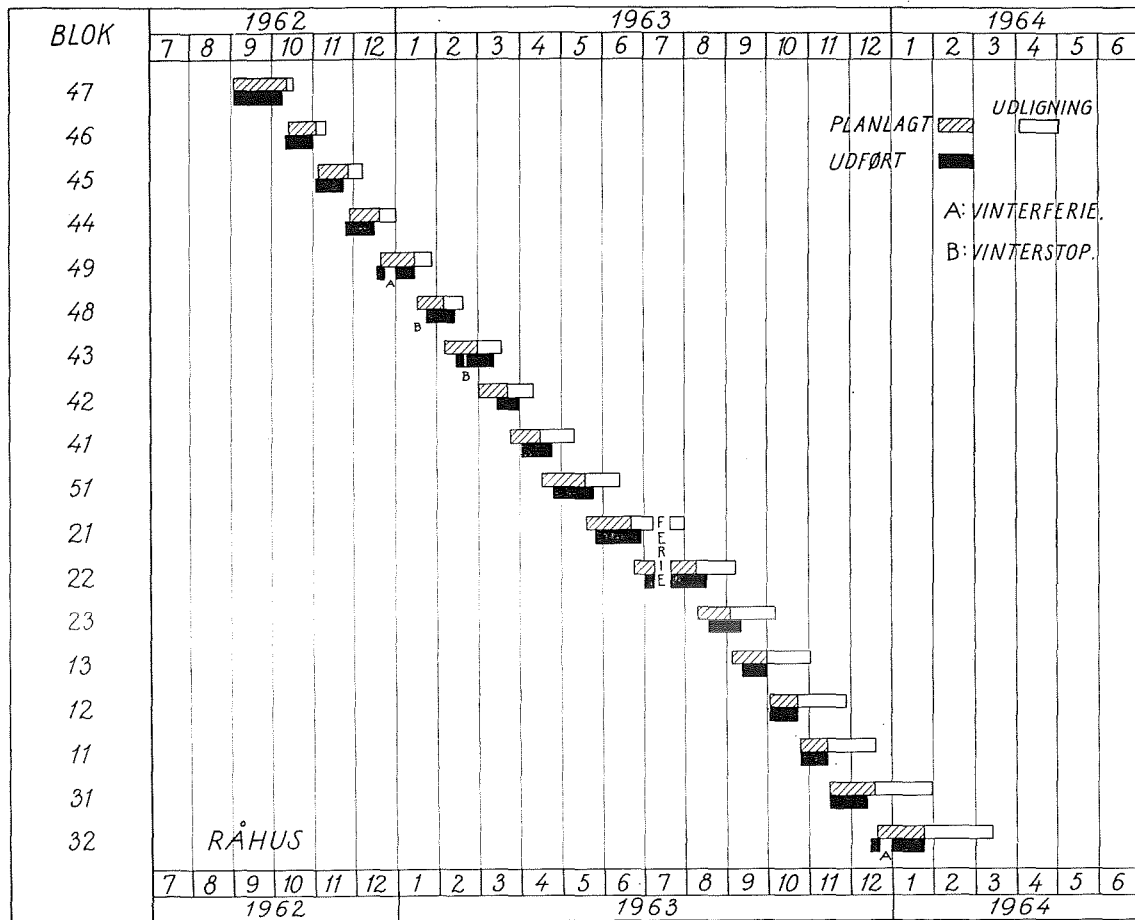 BLOK
1962 1963 1964
7 8 9 10 11 12 1 2 3 4 5 6 7 8 9 10 11 12 1 2 3 4 5 6
47
46
45
44
49
48
43
42
41
51
21
22
23
13
12
11
31
32
UDLIGNING
PLANLAGT
UDFØRT
A: VINTERFERIE.
B: VINTERSTOP.
A
B
B
FERIE
A
RÅHUS
7 8 9 10 11 12 1 2 3 4 5 6 7 8 9 10 11 12 1 2 3 4 5 6
1962 1963 1964